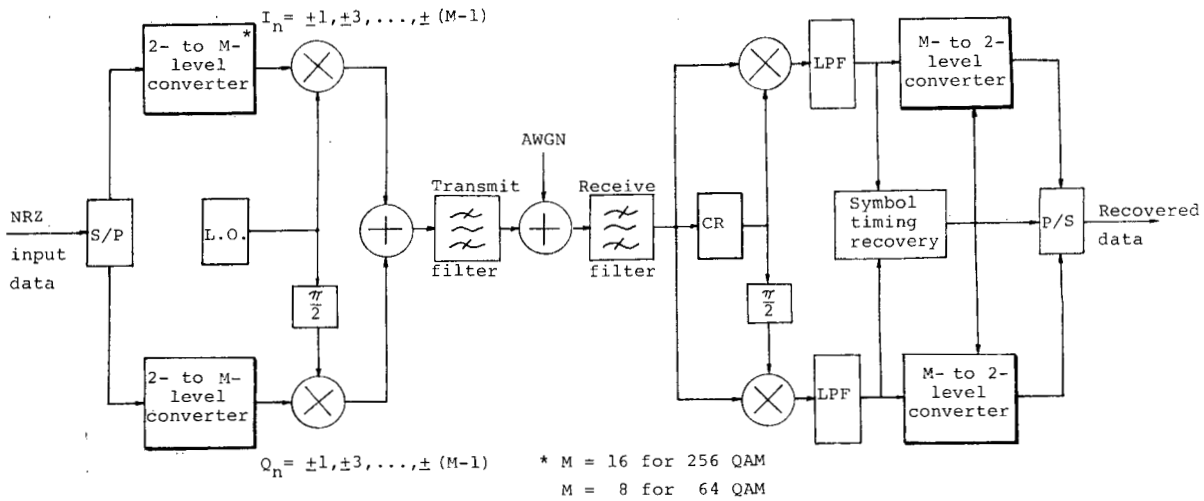 I_n = ±1,±3,...,± (M-1)
2- to M-*
level
converter
NRZ
input
data
S/P
L.O.
π/2
2- to M-
level
converter
Q_n = ±1,±3,...,± (M-1)
Transmit
filter
AWGN
Receive
filter
CR
π/2
LPF
LPF
M- to 2-
level
converter
Symbol
timing
recovery
M- to 2-
level
converter
P/S
Recovered
data
* M = 16 for 256 QAM
M = 8 for 64 QAM